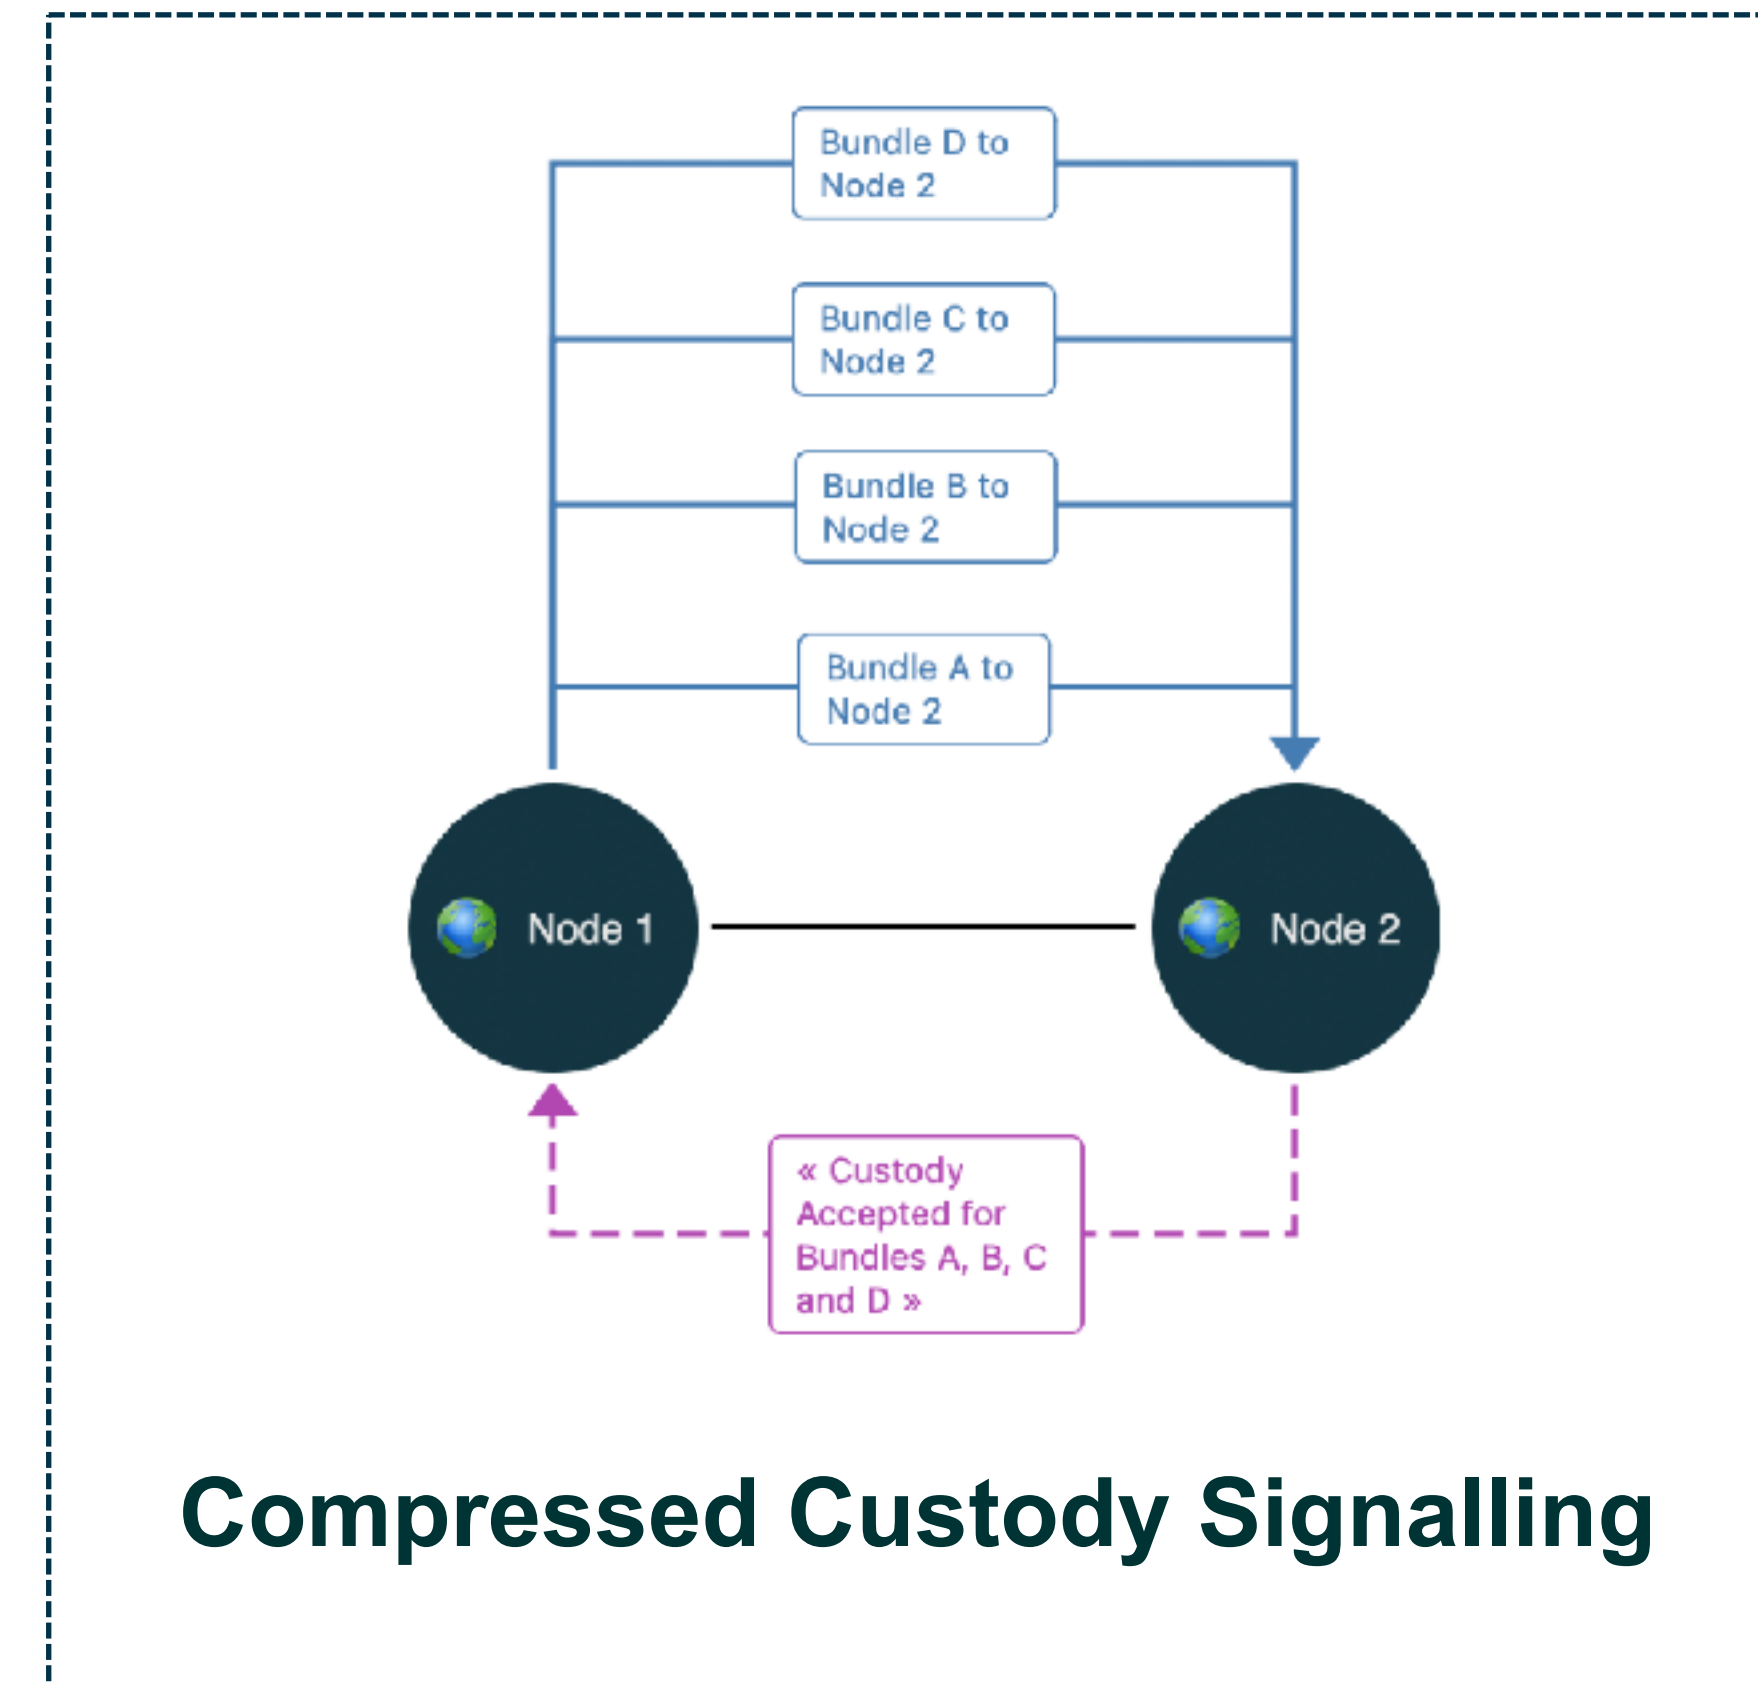 Bundle D to
Node 2
Bundle C to
Node 2
Bundle B to
Node 2
Bundle A to
Node 2
Node 1
Node 2
« Custody
Accepted for
Bundles A, B, C
and D »
Compressed Custody Signalling